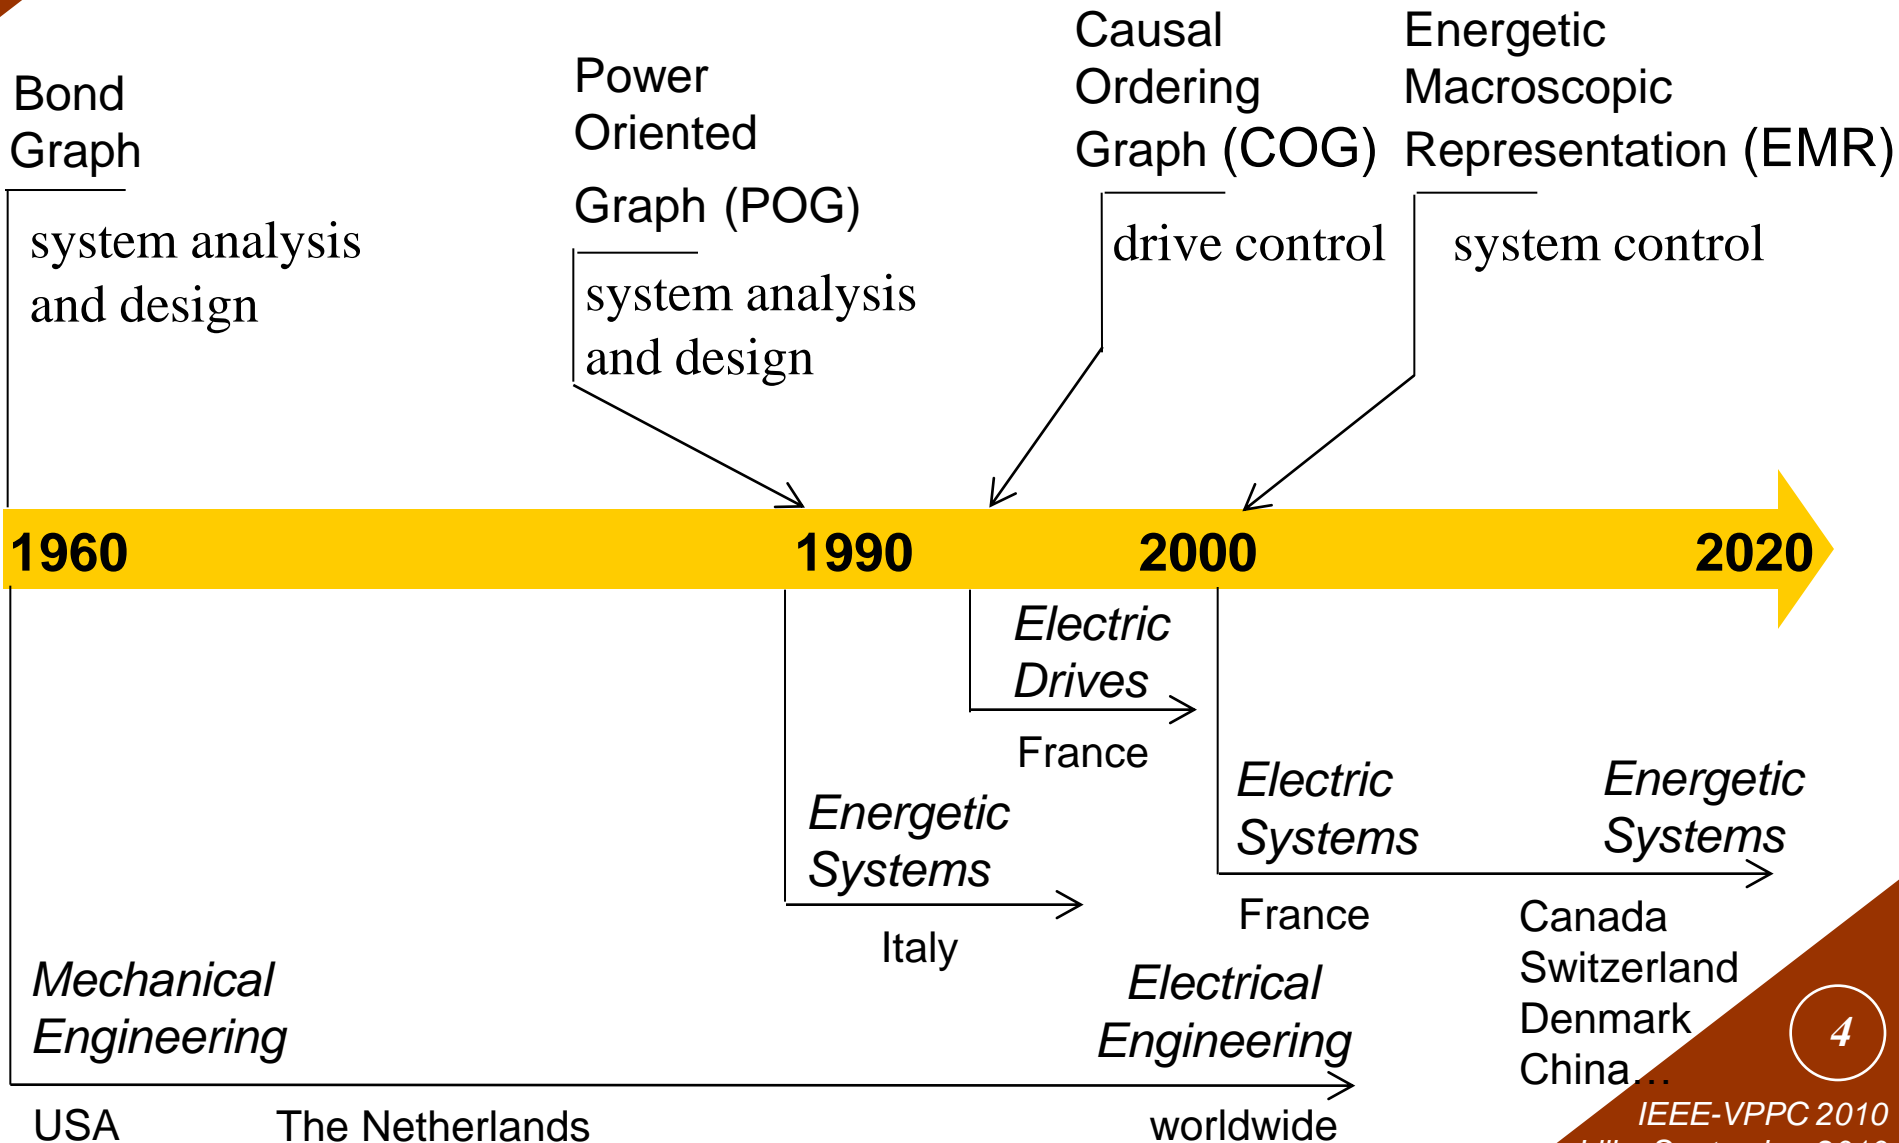 Bond
Graph
system analysis
and design
Power
Oriented
Graph (POG)
system analysis
and design
Causal
Ordering
Graph (COG)
drive control
Energetic
Macroscopic
Representation (EMR)
system control
1960
1990
2000
2020
Electric
Drives
France
Energetic
Systems
Italy
Electric
Systems
France
Energetic
Systems
Canada
Switzerland
Denmark
China…
Mechanical
Engineering
Electrical
Engineering
USA
The Netherlands
worldwide
4
IEEE-VPPC 2010